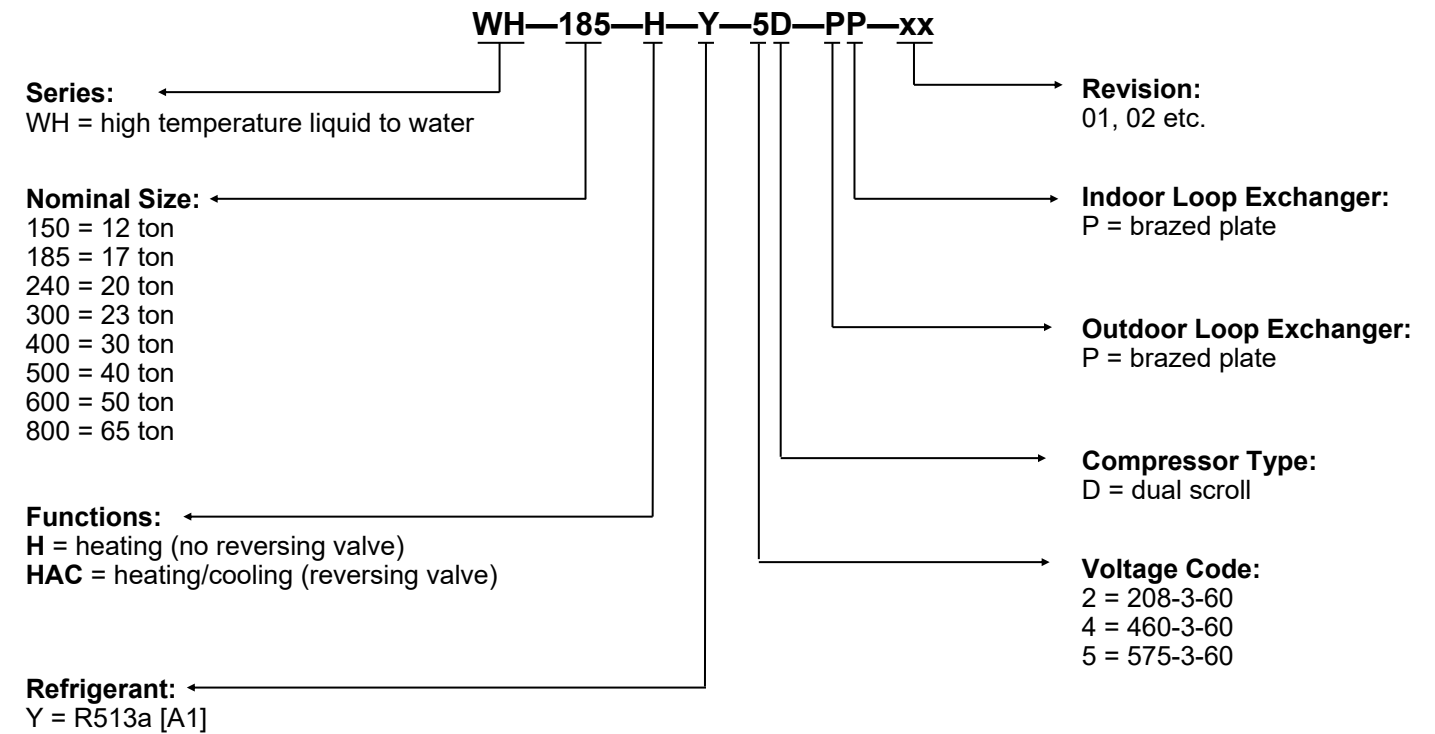 WH—185—H—Y—5D—PP—xx
Series:
WH = high temperature liquid to water
Nominal Size:
150 = 12 ton
185 = 17 ton
240 = 20 ton
300 = 23 ton
400 = 30 ton
500 = 40 ton
600 = 50 ton
800 = 65 ton
Functions:
H = heating (no reversing valve)
HAC = heating/cooling (reversing valve)
Refrigerant:
Y = R513a [A1]
Revision:
01, 02 etc.
Indoor Loop Exchanger:
P = brazed plate
Outdoor Loop Exchanger:
P = brazed plate
Compressor Type:
D = dual scroll
Voltage Code:
2 = 208-3-60
4 = 460-3-60
5 = 575-3-60